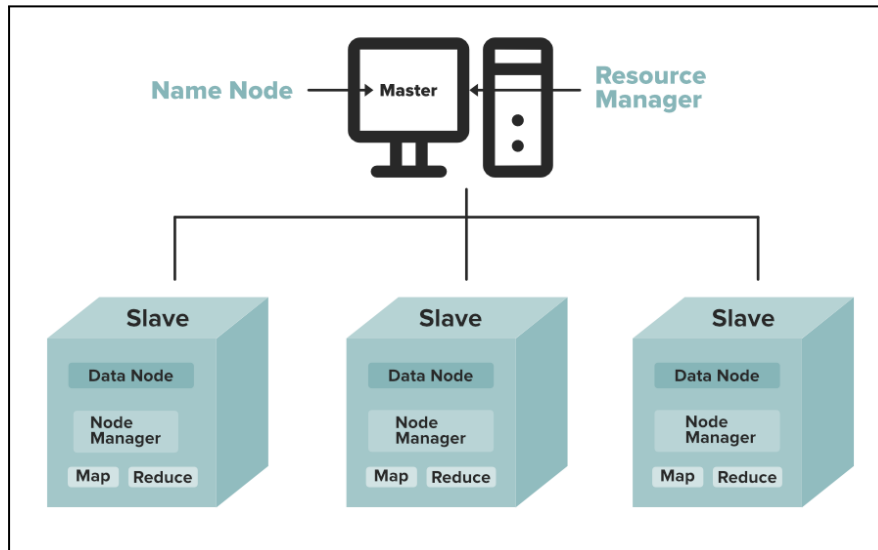 Name Node
Master
Resource
Manager
Slave
Data Node
Node
Manager
Map
Reduce
Slave
Data Node
Node
Manager
Map
Reduce
Slave
Data Node
Node
Manager
Map
Reduce